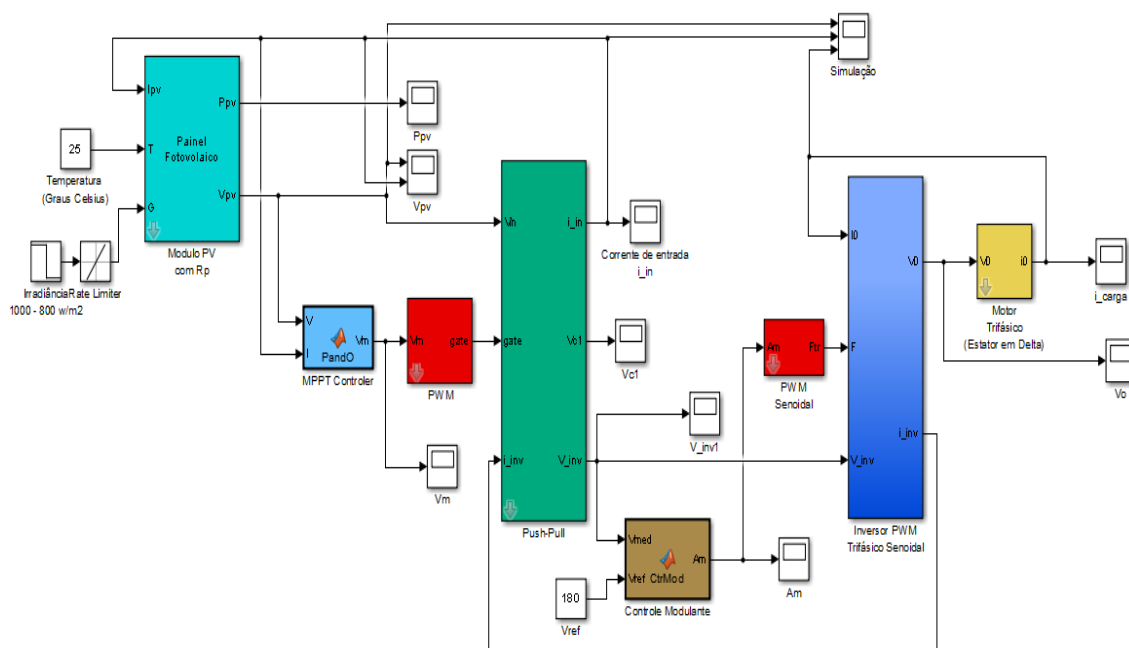 Simulação
Ipv
Ppv
Painel
Fotovolaico
T
Vpv
G
Modulo PV
com Rp
25
Temperatura
(Graus Celsius)
Irradiância
1000 - 800 w/m2
Rate Limiter
Ppv
Vpv
V
I
Vm
PandO
MPPT Controler
Vm
gate
PWM
Vm
Vin
i_in
gate
Vc1
i_inv
V_inv
Push-Pull
Corrente de entrada
i_in
Vc1
V_inv1
Vmed
Am
Vref
CtrMod
Controle Modulante
180
Vref
Am
Am
Ftr
PWM
Senoidal
I0
V0
F
i_inv
V_inv
Inversor PWM
Trifásico Senoidal
V0
i0
Motor
Trifásico
(Estator em Delta)
i_carga
Vo